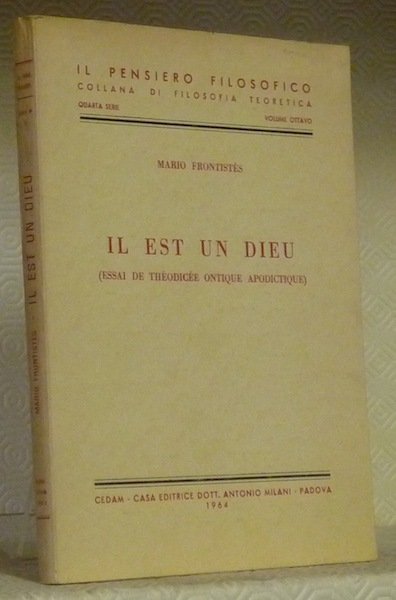 IL PENSIERO FILOSOFICO
COLLANA DI FILOSOFIA TEORETICA
QUARTA SERIE VOLUME OTTAVO
MARIO FRONTISTÈS
IL EST UN DIEU
(ESSAI DE THÉODICÉE ONTIQUE APODICTIQUE)
CEDAM - CASA EDITRICE DOTT. ANTONIO MILANI - PADOVA
1964
MARIO FRONTISTÈS IL EST UN DIEU